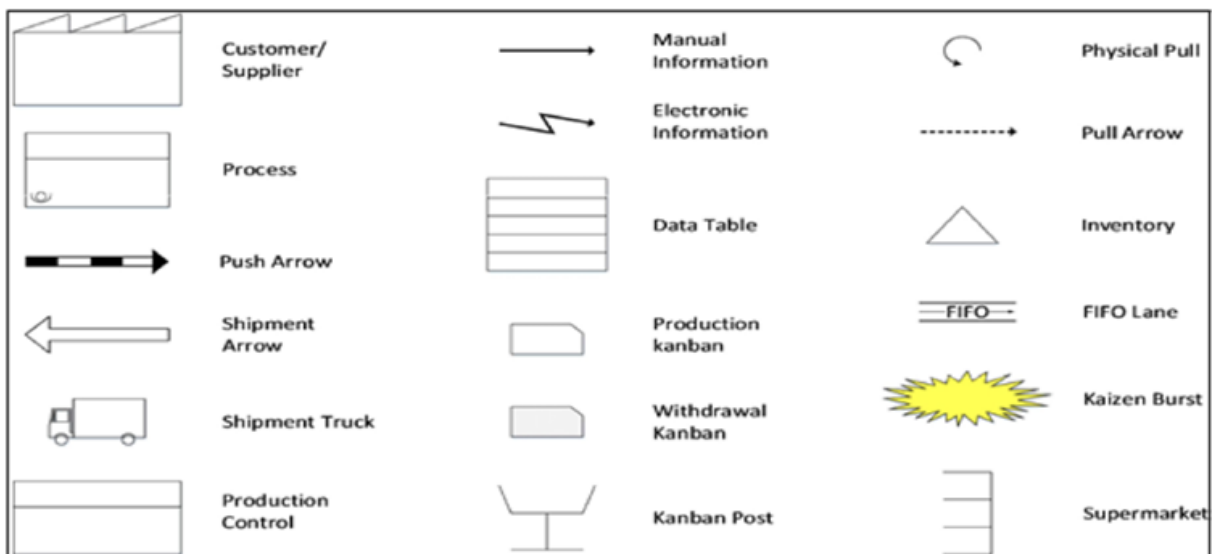 Customer/
Supplier
Process
Push Arrow
Shipment
Arrow
Shipment Truck
Production
Control
Manual
Information
Electronic
Information
Data Table
Production
kanban
Withdrawal
Kanban
Kanban Post
Physical Pull
Pull Arrow
Inventory
FIFO
FIFO Lane
Kaizen Burst
Supermarket